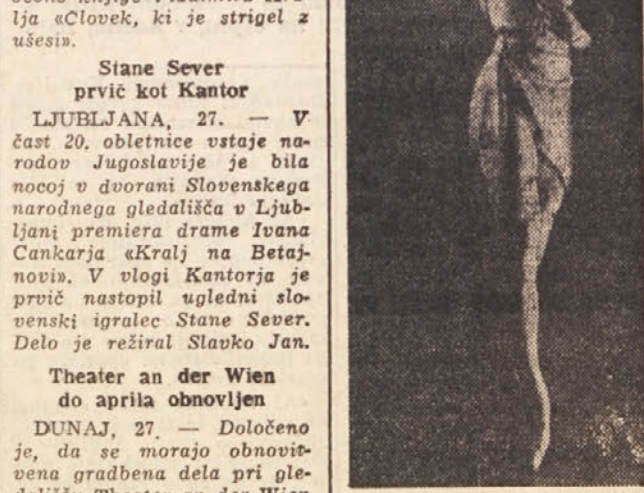 lja «Clovek, ki je strigel z
ušesi».
Stane Sever
prvič kot Kantor
LJUBLJANA, 27. — V
čast 20. obletnice vstaje na-
rodov Jugoslavije je bila
nocoj v dvorani Slovenskega
narodnega gledališča v Ljub-
ljani premiera drame Ivana
Cankarja «Kralj na Betaj-
novi». V vlogi Kantorja je
prvič nastopil ugledni slo-
venski igralec Stane Sever.
Delo je režiral Slavko Jan.
Theater an der Wien
do aprila obnovljen
DUNAJ, 27. — Določeno
je, da se morajo obnovit-
vena gradbena dela pri gle-
dališču Theater an der Wien